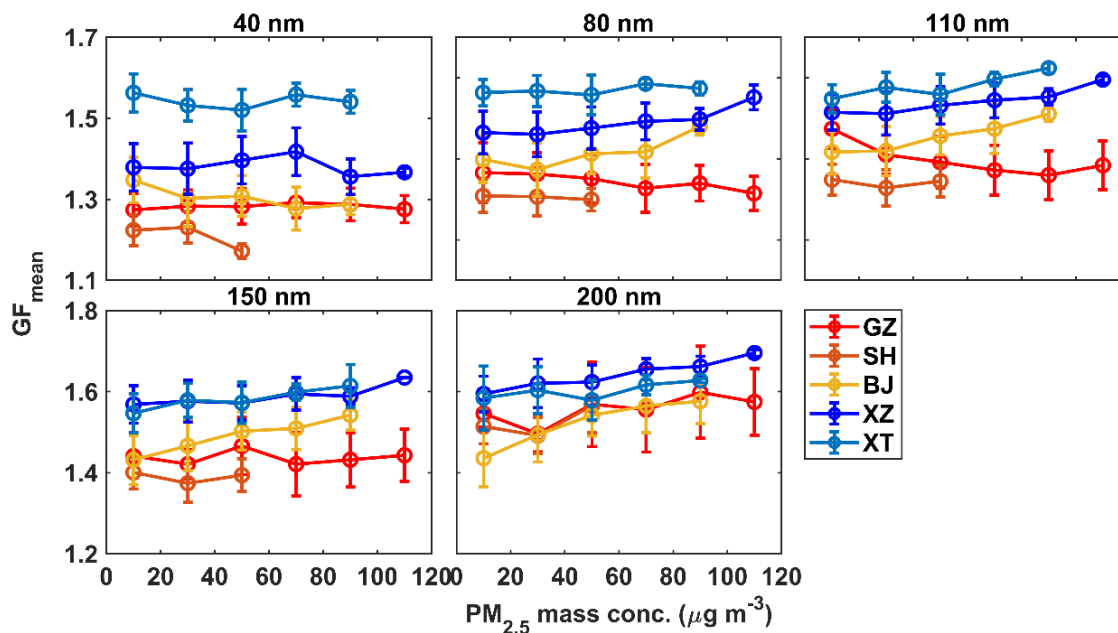 40 nm
80 nm
110 nm
1.7
1.5
1.3
1.1
150 nm
200 nm
1.8
1.6
1.4
1.2
GF_mean
0 20 40 60 80 100 120
0 20 40 60 80 100 120
PM_2.5 mass conc. (μg m^-3)
GZ
SH
BJ
XZ
XT